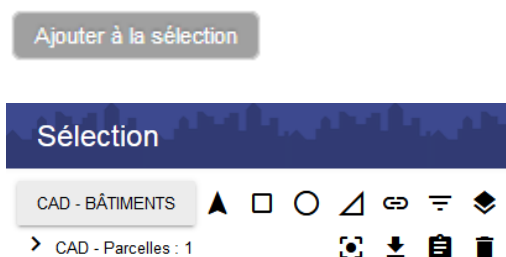 Ajouter à la sélection
Sélection
CAD - BÂTIMENTS
CAD - Parcelles : 1